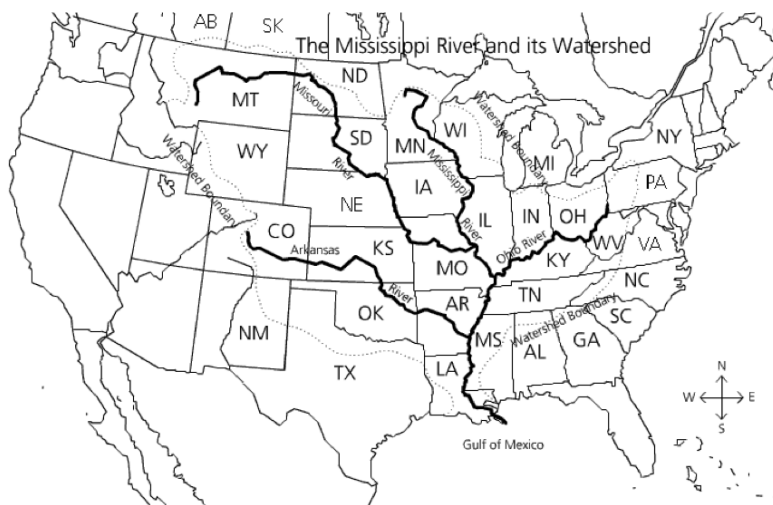 AB
SK
The Mississippi River and its Watershed
ND
MT
Missouri
River
SD
MN
WI
Mississippi
River
Watershed Boundary
MI
NY
WY
Watershed Boundary
IA
NE
PA
IL
IN
OH
CO
Arkansas
River
KS
MO
Ohio River
WV
VA
KY
NC
TN
OK
AR
SC
NM
MS
AL
GA
Watershed Boundary
TX
LA
N
W
E
S
Gulf of Mexico